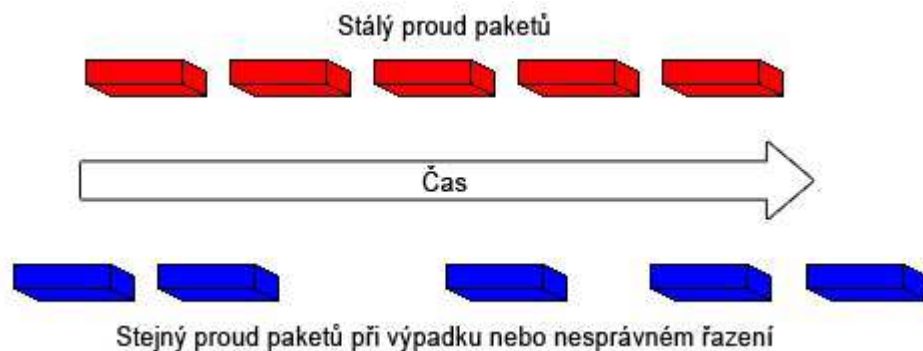 Stálý proud paketů
Čas
Stejný proud paketů při výpadku nebo nesprávném řazení